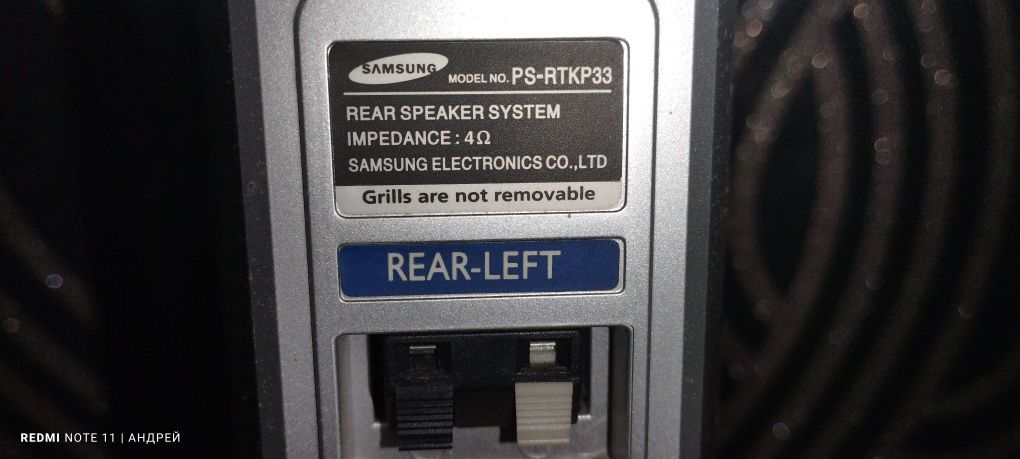 SAMSUNG MODEL NO. PS-RTKP33
REAR SPEAKER SYSTEM
IMPEDANCE : 4Ω
SAMSUNG ELECTRONICS CO.,LTD
Grills are not removable
REAR-LEFT
REDMI NOTE 11 | АНДРЕЙ